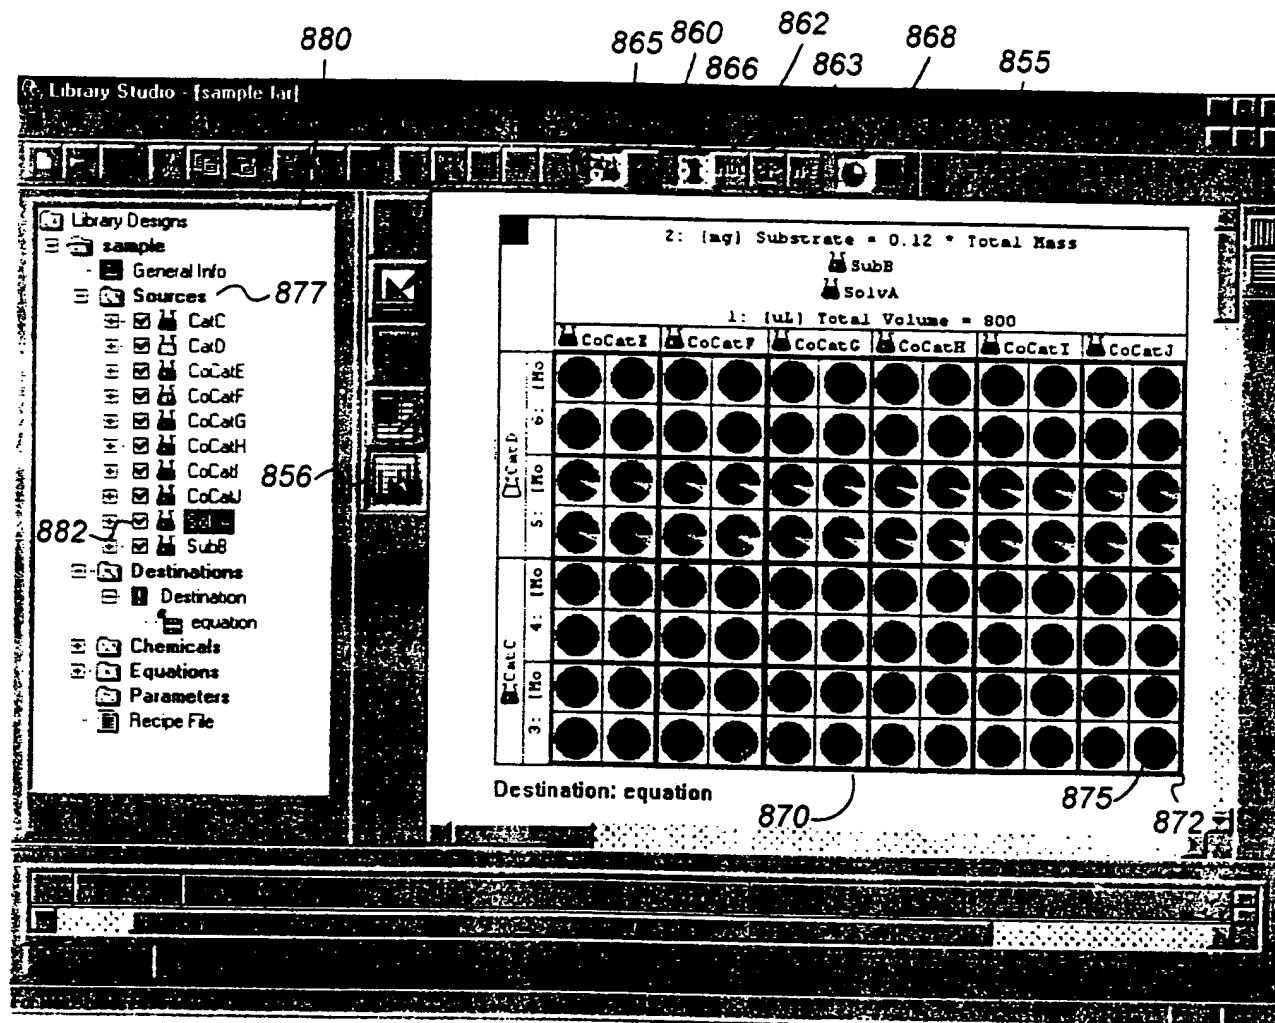 880
865 860 862 868
866 863 855
Library Studio - [sample lar]
Library Designs
sample
General Info
Sources
877
CatC
CatD
CoCatE
CoCatF
CoCatG
CoCatH
CoCatI
CoCatJ
SubB
856
882
Destinations
Destination
equation
Chemicals
Equations
Parameters
Recipe File
2: [mg] Substrate = 0.12 * Total Mass
SubB
SolvA
1: [uL] Total Volume = 800
CoCatE CoCatF CoCatG CoCatH CoCatI CoCatJ
CatD
6: [Mo
5: [Mo
CatC
4: [Mo
3: [Mo
Destination: equation
870
875
872